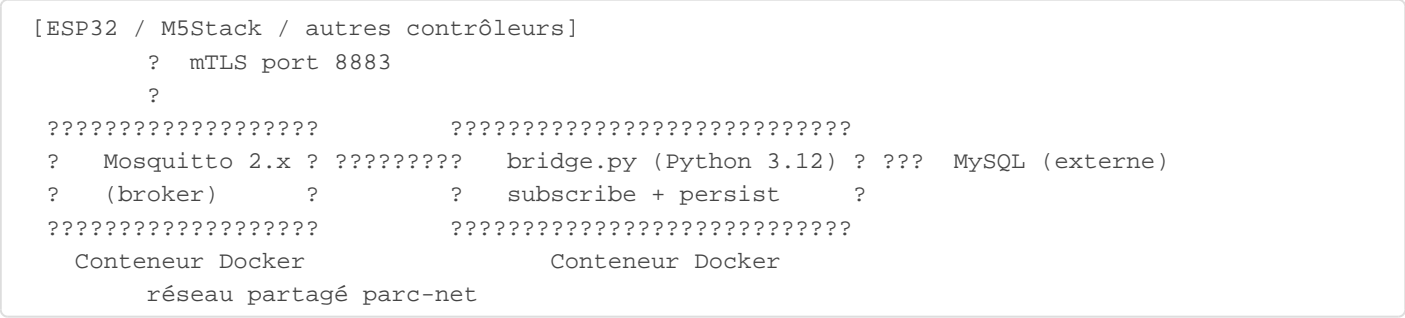 [ESP32 / M5Stack / autres contrôleurs]
? mTLS port 8883
?
??????????????????? ????????????????????????????
? Mosquitto 2.x ? ????????? bridge.py (Python 3.12) ? ??? MySQL (externe)
? (broker) ? ? subscribe + persist ?
??????????????????? ????????????????????????????
Conteneur Docker Conteneur Docker
réseau partagé parc-net